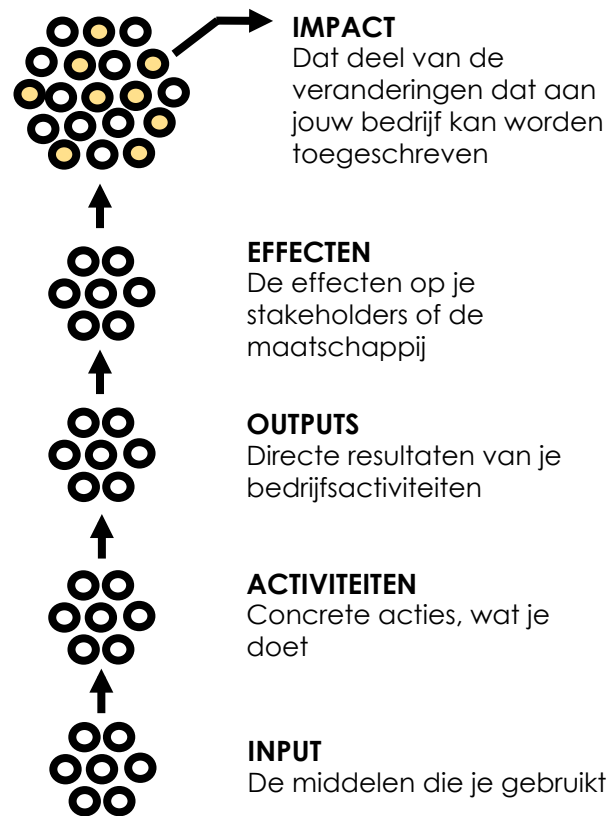 IMPACT
Dat deel van de
veranderingen dat aan
jouw bedrijf kan worden
toegeschreven
EFFECTEN
De effecten op je
stakeholders of de
maatschappij
OUTPUTS
Directe resultaten van je
bedrijfsactiviteiten
ACTIVITEITEN
Concrete acties, wat je
doet
INPUT
De middelen die je gebruikt